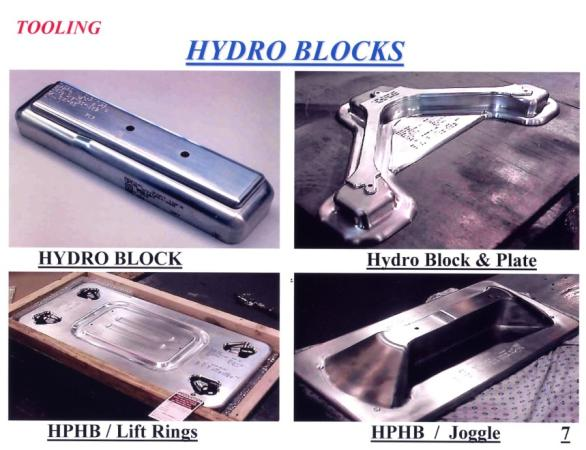 TOOLING
HYDRO BLOCKS
HYDRO BLOCK
Hydro Block & Plate
HPHB / Lift Rings
HPHB / Joggle
7